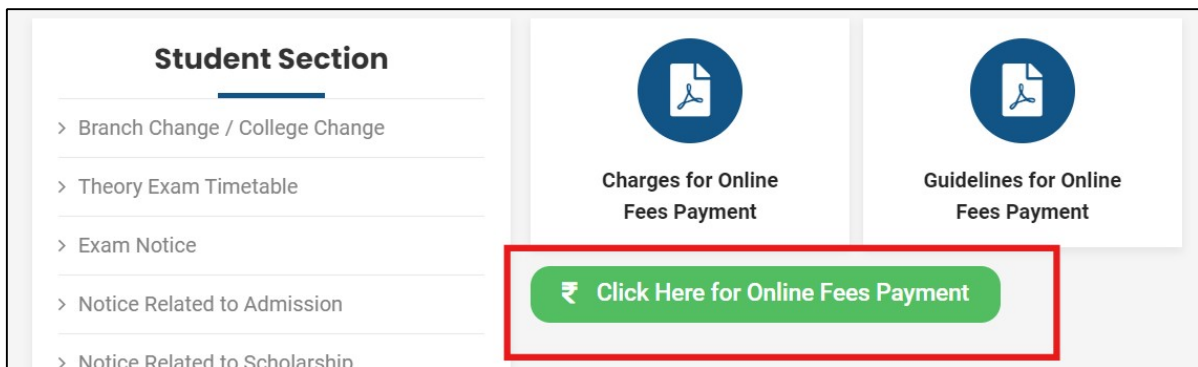 Student Section
> Branch Change / College Change
> Theory Exam Timetable
> Exam Notice
> Notice Related to Admission
> Notice Related to Scholarship
Charges for Online
Fees Payment
Guidelines for Online
Fees Payment
₹ Click Here for Online Fees Payment